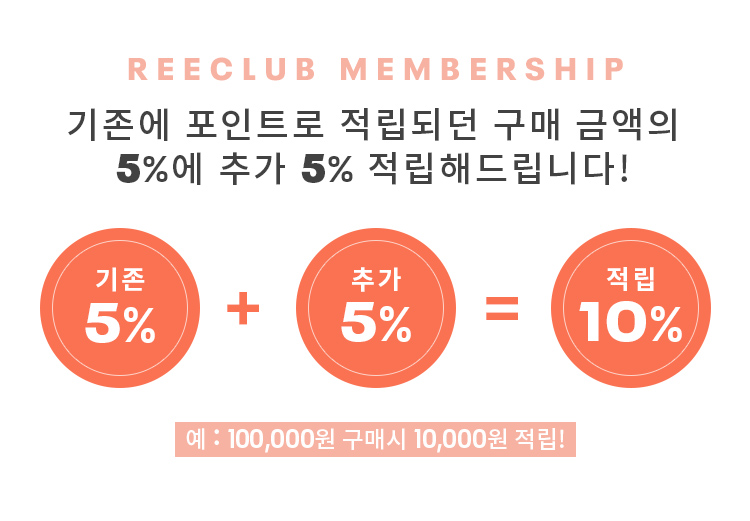 REECLUB MEMBERSHIP
기존에 포인트로 적립되던 구매 금액의
5%에 추가 5% 적립해드립니다!
기존
5%
+
추가
5%
=
적립
10%
예 : 100,000원 구매시 10,000원 적립!